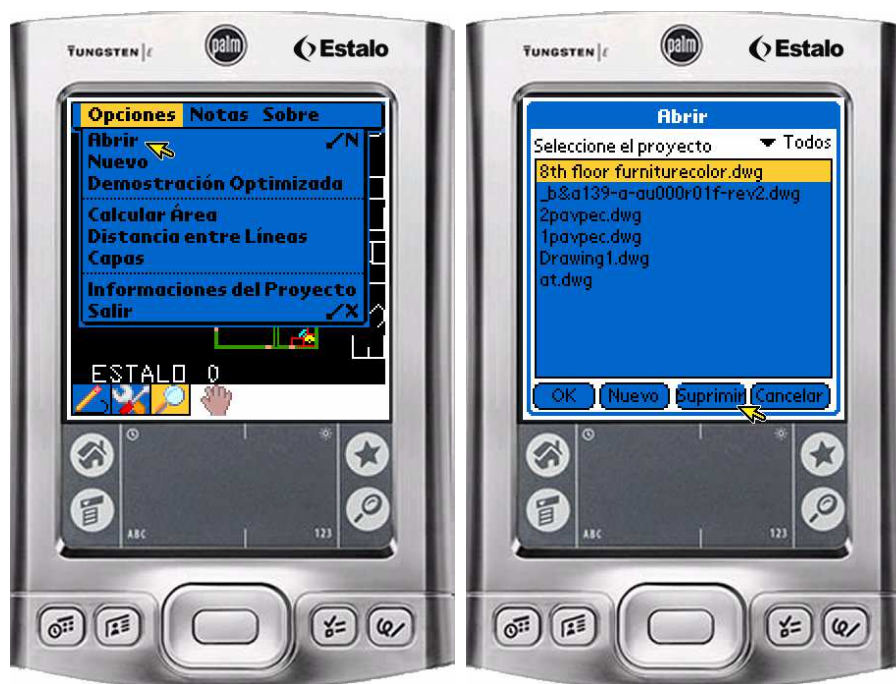 TUNGSTEN | E
palm
Estalo
Opciones Notas Sobre
Abrir /N
Nuevo
Demostración Optimizada
Calcular Área
Distancia entre Líneas
Capas
Informaciones del Proyecto
Salir /X
ESTALO 0
ABC 123
TUNGSTEN | E
palm
Estalo
Abrir
Seleccione el proyecto Todos
8th floor furniturecolor.dwg
_b&a139-a-au000r01f-rev2.dwg
2pavpec.dwg
1pavpec.dwg
Drawing1.dwg
at.dwg
OK Nuevo Suprimir Cancelar
ABC 123